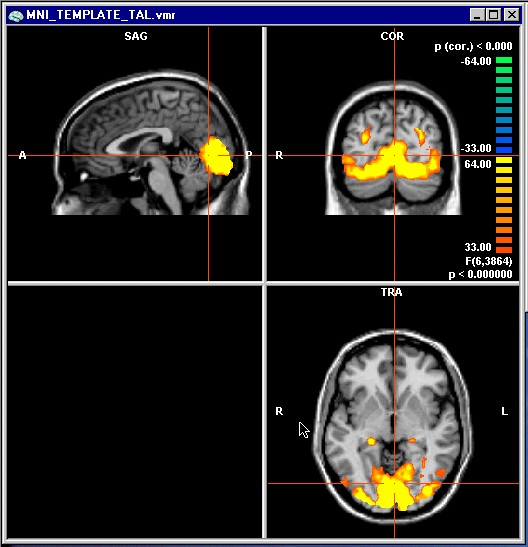 MNI_TEMPLATE_TAL.vmr
SAG
A
P
COR
R
p (cor.) < 0.000
-64.00
-33.00
64.00
33.00
F(6,3864)
p < 0.000000
TRA
R
L